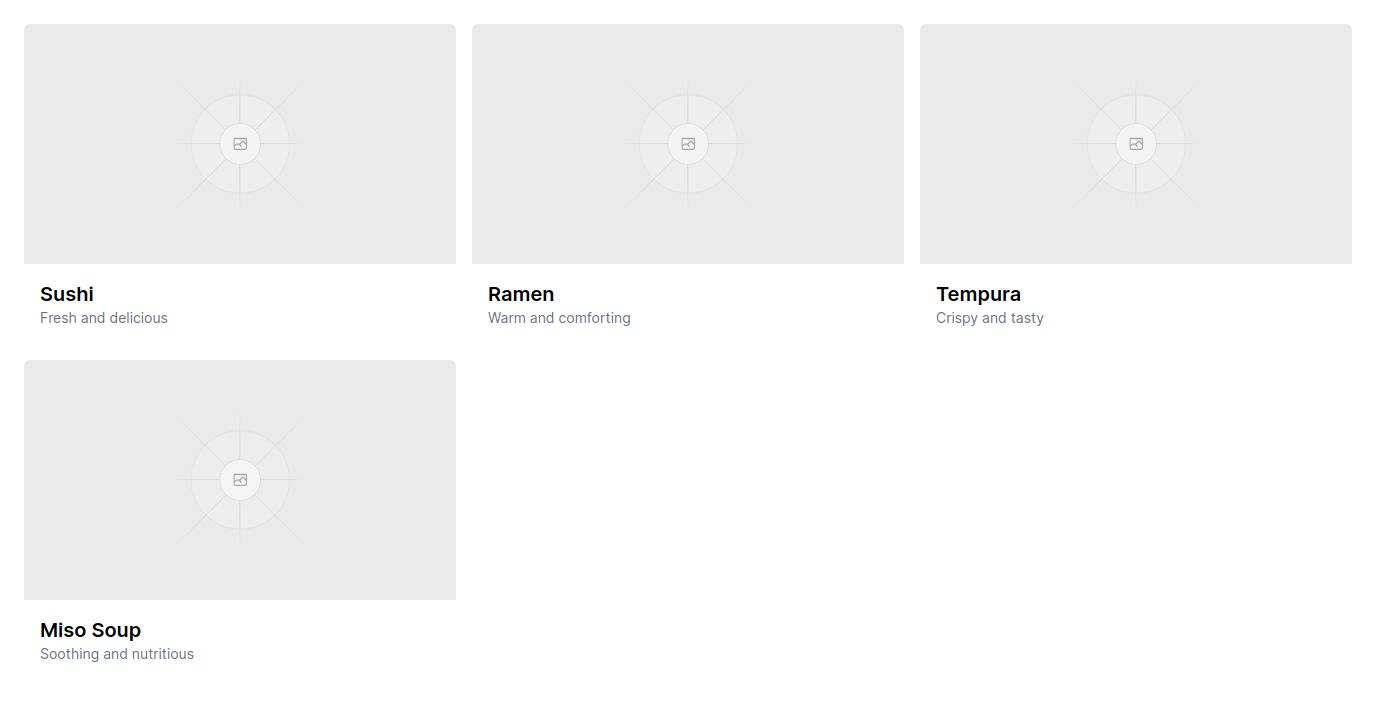 Sushi
Fresh and delicious
Ramen
Warm and comforting
Tempura
Crispy and tasty
Miso Soup
Soothing and nutritious